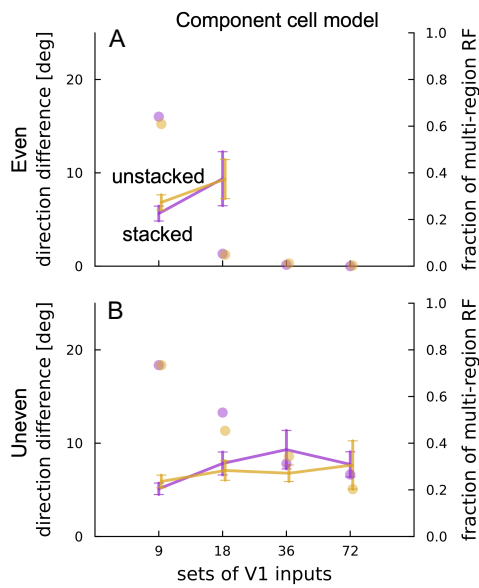 Component cell model
A
Even
direction difference [deg]
20
10
0
unstacked
stacked
1.0
0.8
0.6
0.4
0.2
0.0
fraction of multi-region RF
B
Uneven
direction difference [deg]
20
10
0
1.0
0.8
0.6
0.4
0.2
0.0
fraction of multi-region RF
9 18 36 72
sets of V1 inputs